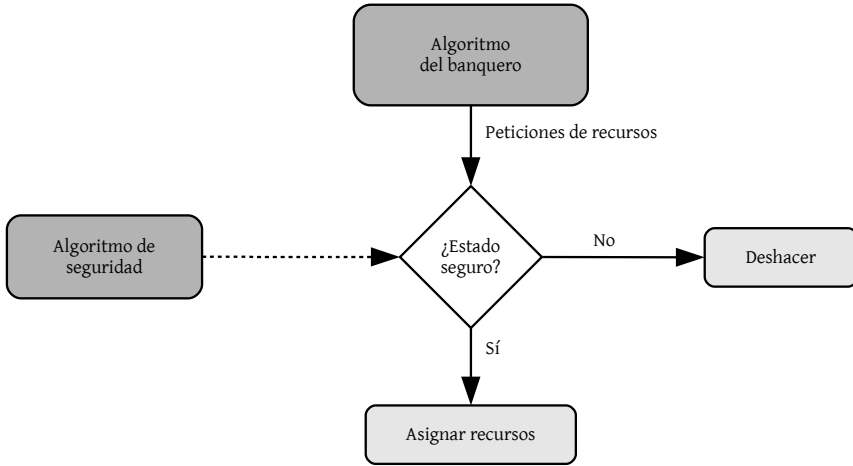 Algoritmo
del banquero
Peticiones de recursos
Algoritmo de
seguridad
¿Estado
seguro?
No
Deshacer
Sí
Asignar recursos